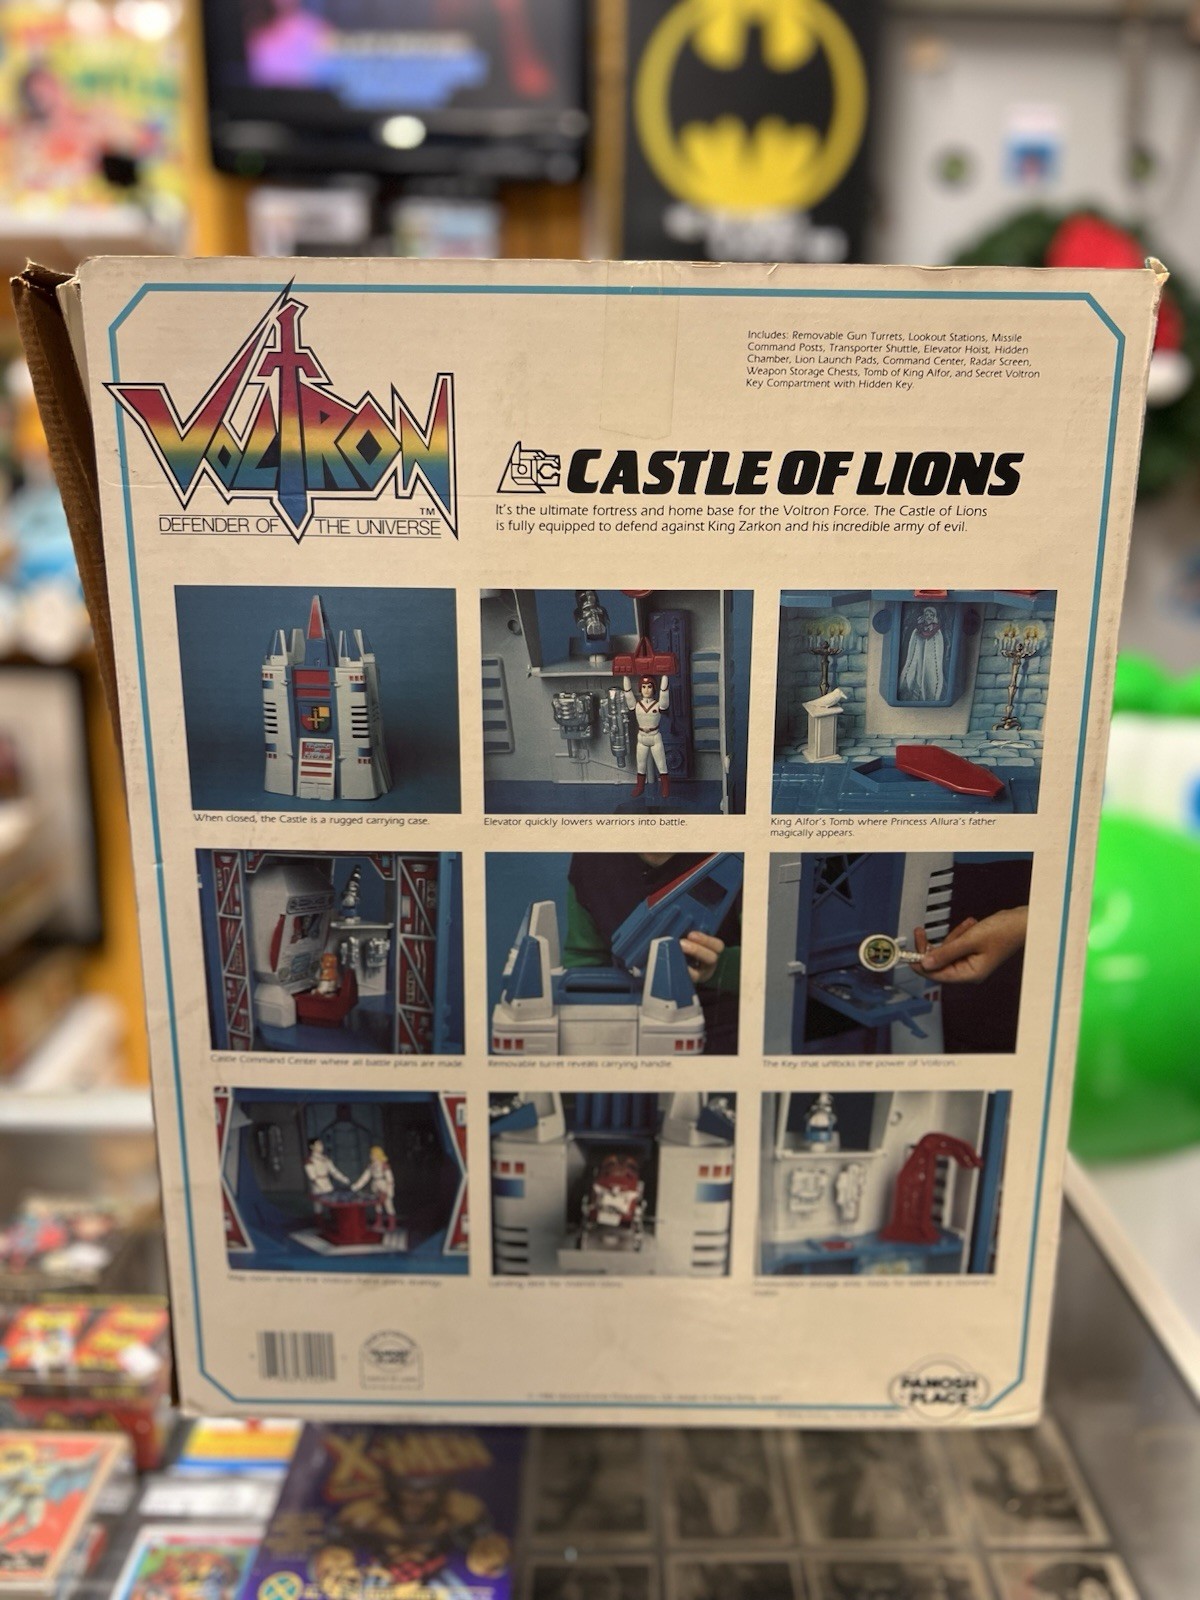 Includes: Removable Gun Turrets, Lookout Stations, Missile
Command Posts, Transporter Shuttle, Elevator Hoist, Hidden
Chamber, Lion Launch Pads, Command Center, Radar Screen,
Weapon Storage Chests, Tomb of King Alfor, and Secret Voltron
Key Compartment with Hidden Key.
VOLTRON
TM
DEFENDER OF THE UNIVERSE
CASTLE OF LIONS
It's the ultimate fortress and home base for the Voltron Force. The Castle of Lions
is fully equipped to defend against King Zarkon and his incredible army of evil.
When closed, the Castle is a rugged carrying case.
Elevator quickly lowers warriors into battle.
King Alfor's Tomb where Princess Allura's father
magically appears.
Castle Command Center where all battle plans are made.
Removable turret reveals carrying handle.
The Key that unlocks the power of Voltron.
PANOSH
PLACE
X-MEN